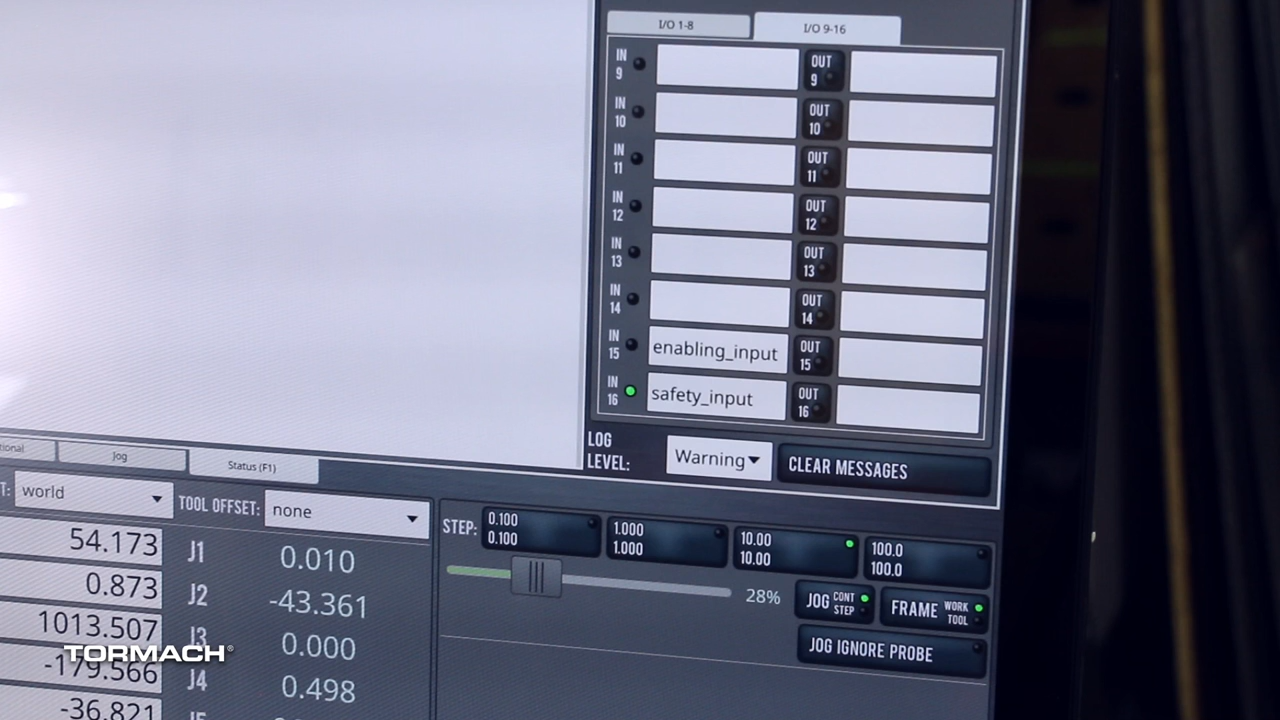 I/O 1-8
I/O 9-16
IN 9
OUT 9
IN 10
OUT 10
IN 11
OUT 11
IN 12
OUT 12
IN 13
OUT 13
IN 14
OUT 14
IN 15
enabling_input
OUT 15
IN 16
safety_input
OUT 16
LOG LEVEL:
Warning
CLEAR MESSAGES
Jog
Status (F1)
world
TOOL OFFSET:
none
54.173
0.873
1013.507
-179.566
-36.821
J1 0.010
J2 -43.361
J3 0.000
J4 0.498
J5
STEP:
0.100
0.100
1.000
1.000
10.00
10.00
100.0
100.0
28%
JOG CONT STEP
FRAME WORK TOOL
JOG IGNORE PROBE
TORMACH®